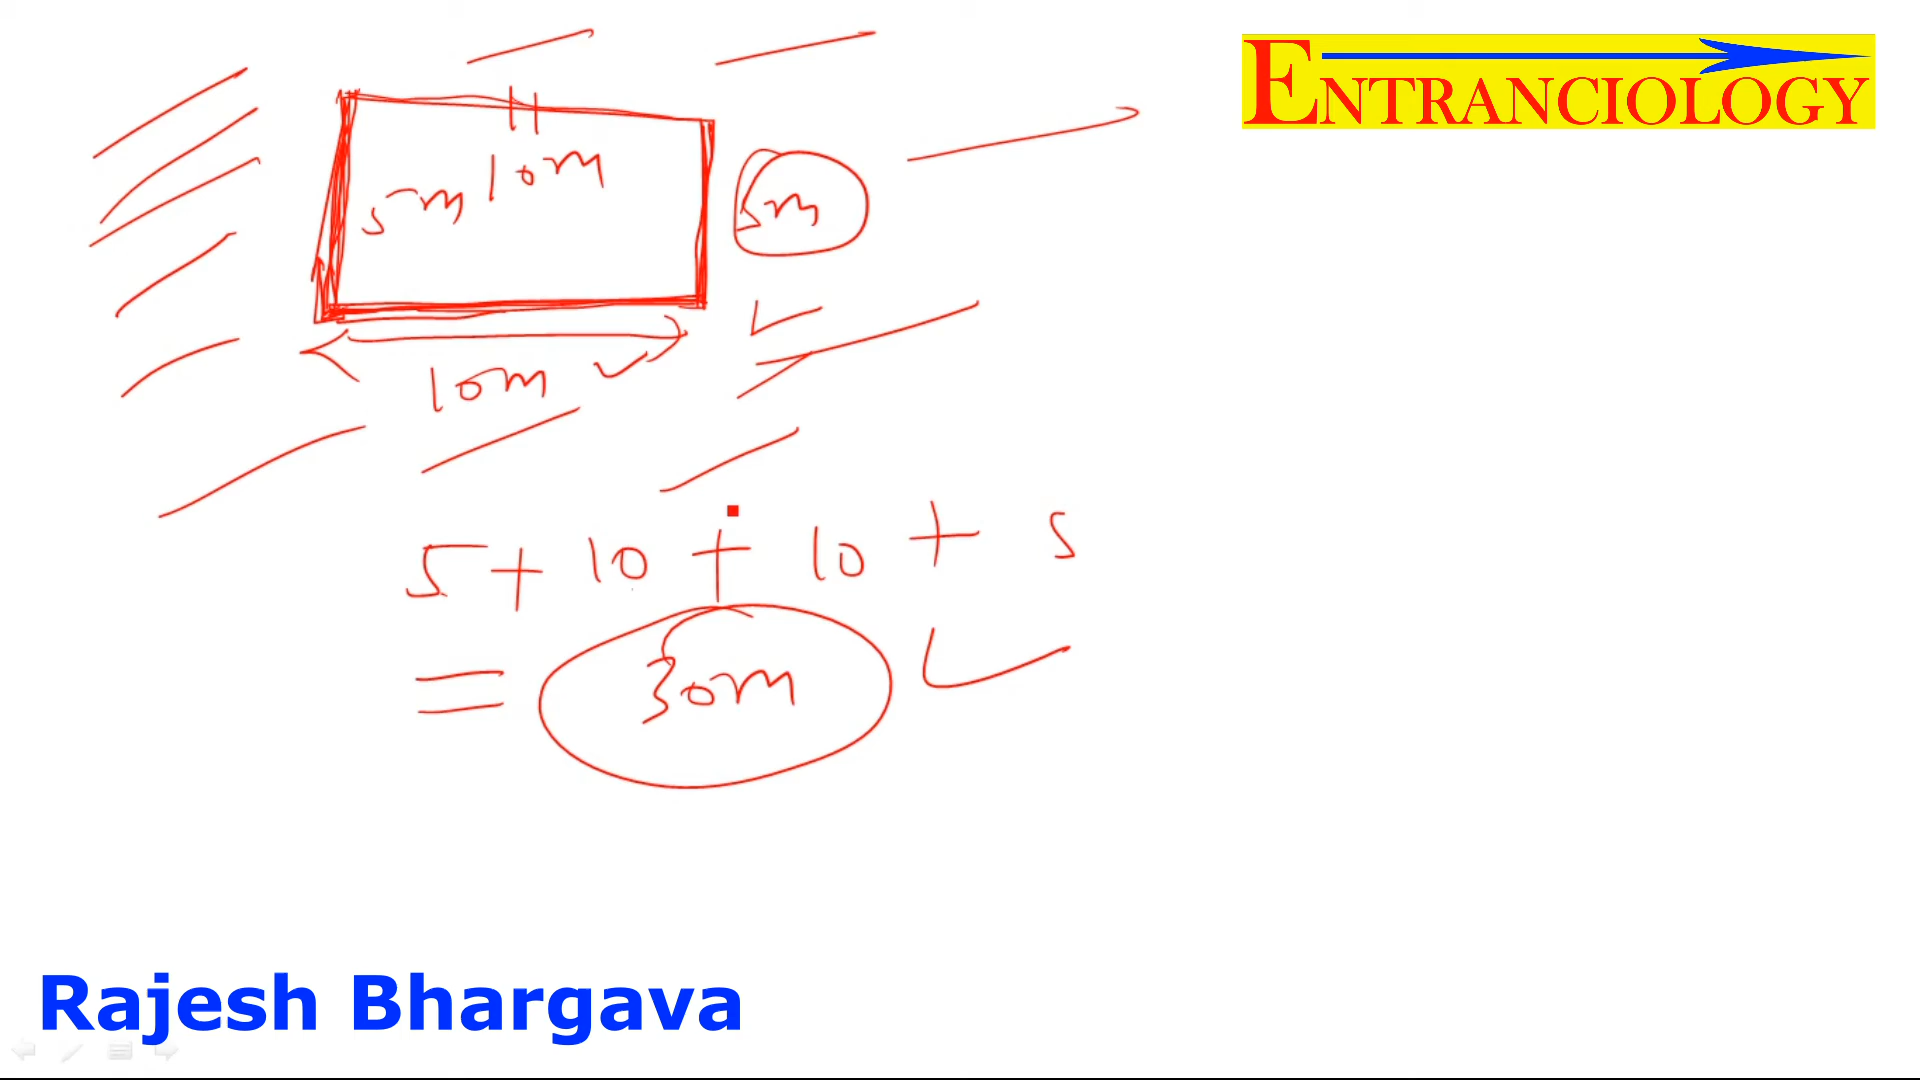 ENTRANCIOLOGY
10m
5m
5m
10m
5 + 10 + 10 + 5
= 30m
Rajesh Bhargava